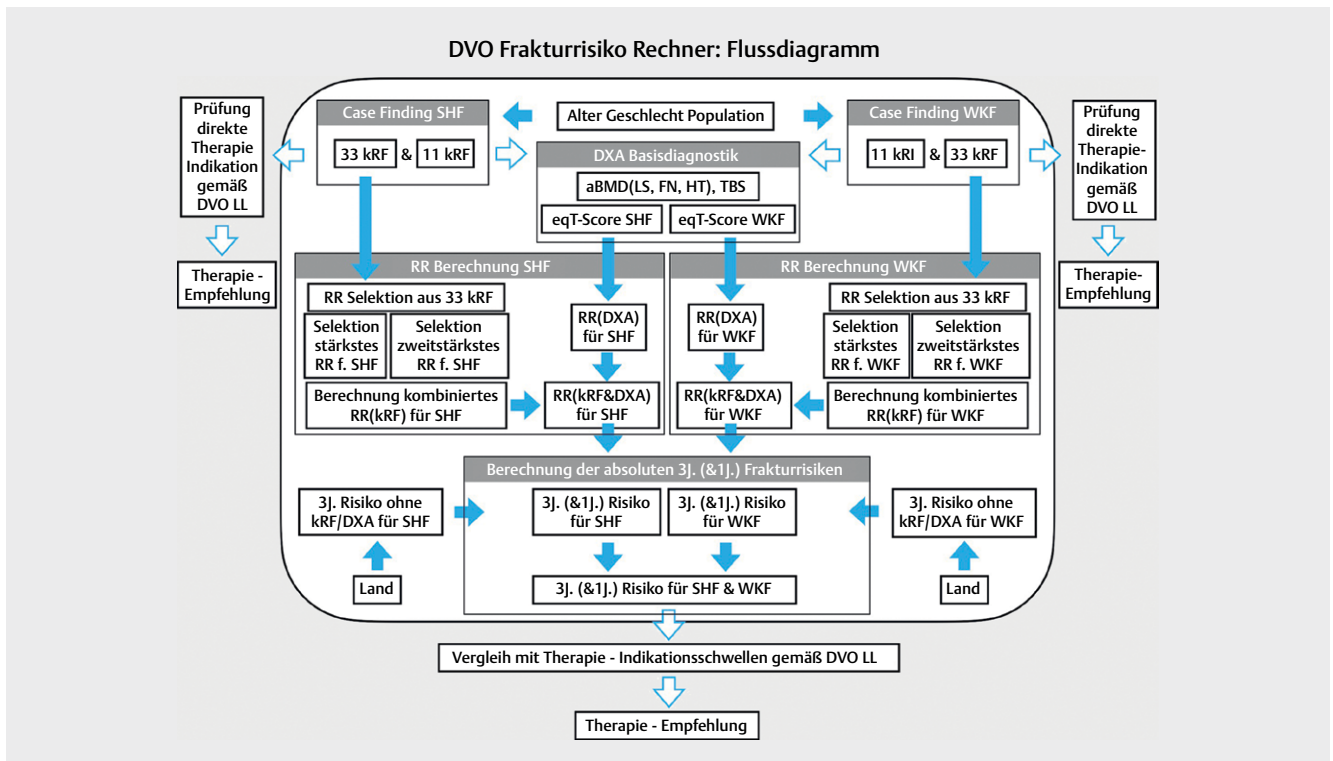 DVO Frakturrisiko Rechner: Flussdiagramm
Prüfung
direkte
Therapie
Indikation
gemäß
DVO LL
Therapie -
Empfehlung
Case Finding SHF
33 kRF
&
11 kRF
Alter Geschlecht Population
Case Finding WKF
11 kRI
&
33 kRF
Prüfung
direkte
Therapie-
Indikation
gemäß
DVO LL
Therapie-
Empfehlung
DXA Basisdiagnostik
aBMD(LS, FN, HT), TBS
eqT-Score SHF
eqT-Score WKF
RR Berechnung SHF
RR Selektion aus 33 kRF
Selektion
stärkstes
RR f. SHF
Selektion
zweitstärkstes
RR f. SHF
Berechnung kombiniertes
RR(kRF) für SHF
RR(DXA)
für SHF
RR(kRF&DXA)
für SHF
RR Berechnung WKF
RR(DXA)
für WKF
RR(kRF&DXA)
für WKF
RR Selektion aus 33 kRF
Selektion
stärkstes
RR f. WKF
Selektion
zweitstärkstes
RR f. WKF
Berechnung kombiniertes
RR(kRF) für WKF
Berechnung der absoluten 3J. (&1J.) Frakturrisiken
3J. Risiko ohne
kRF/DXA für SHF
Land
3J. (&1J.) Risiko
für SHF
3J. (&1J.) Risiko
für WKF
3J. (&1J.) Risiko für SHF & WKF
3J. Risiko ohne
kRF/DXA für WKF
Land
Vergleih mit Therapie - Indikationsschwellen gemäß DVO LL
Therapie - Empfehlung